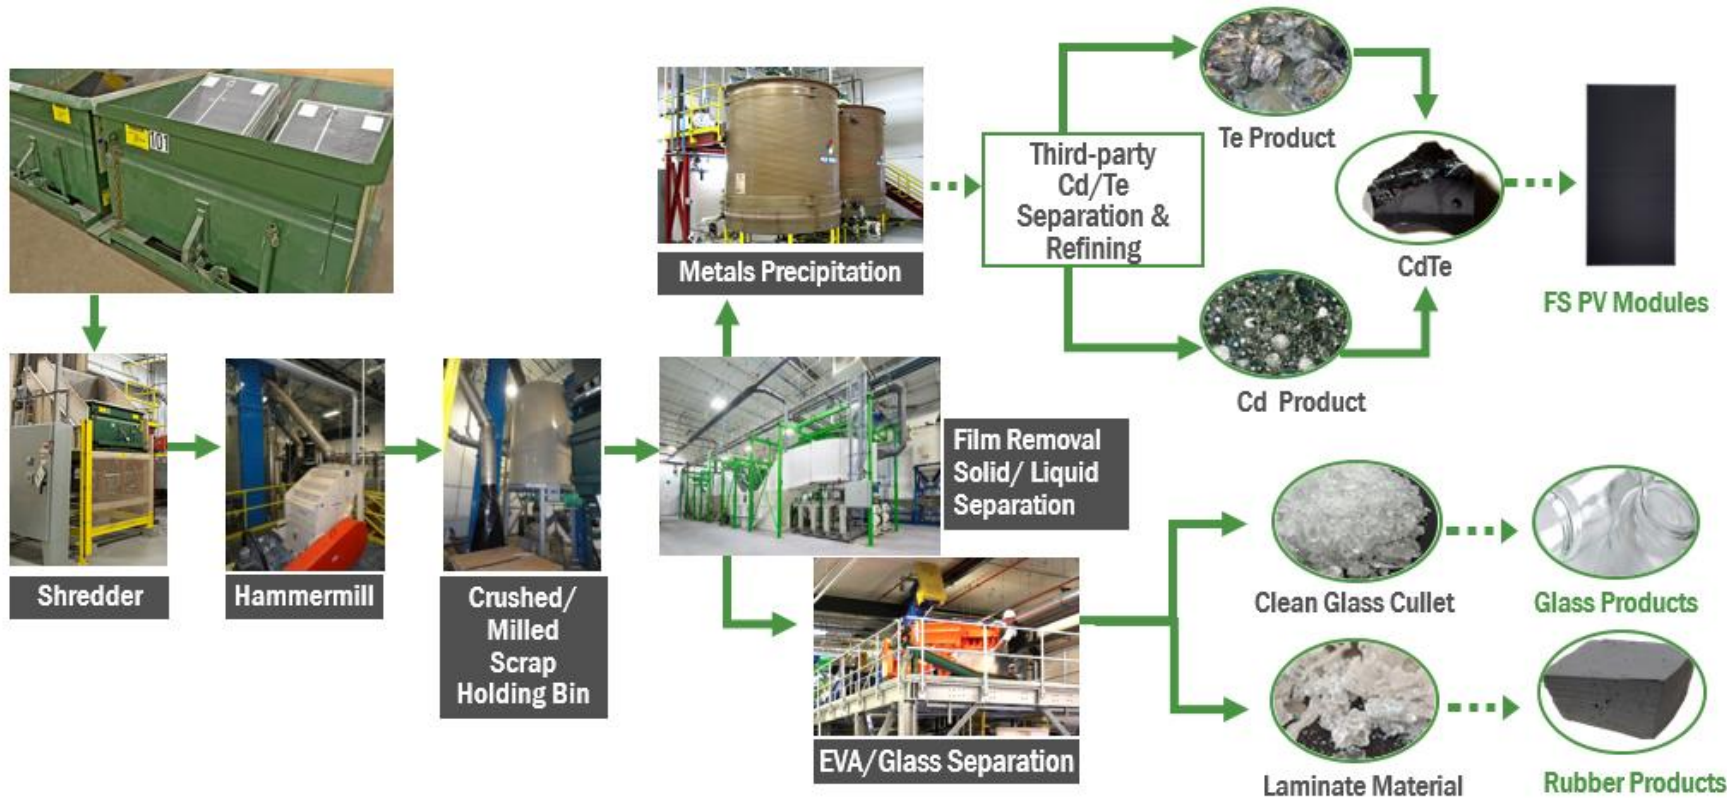 101
Shredder
Hammermill
Crushed/
Milled
Scrap
Holding Bin
Metals Precipitation
Film Removal
Solid/ Liquid
Separation
EVA/Glass Separation
Third-party
Cd/Te
Separation &
Refining
Te Product
Cd Product
CdTe
FS PV Modules
Clean Glass Cullet
Glass Products
Laminate Material
Rubber Products